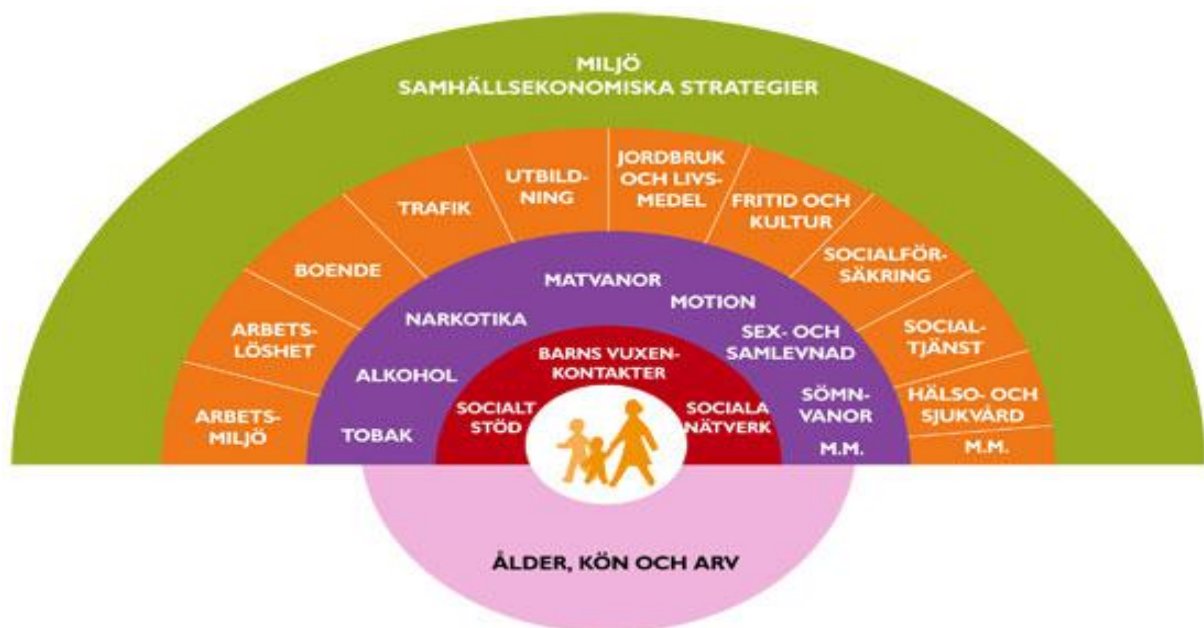 MILJÖ
SAMHÄLLSEKONOMISKA STRATEGIER
ARBETS-
MILJÖ
ARBETS-
LÖSHET
BOENDE
TRAFIK
UTBILD-
NING
JORDBRUK
OCH LIVS-
MEDEL
FRITID OCH
KULTUR
SOCIALFÖR-
SÄKRING
SOCIAL-
TJÄNST
HÄLSO- OCH
SJUKVÅRD
M.M.
TOBAK
ALKOHOL
NARKOTIKA
MATVANOR
MOTION
SEX- OCH
SAMLEVNAD
SÖMN-
VANOR
M.M.
SOCIALT
STÖD
BARNS VUXEN-
KONTAKTER
SOCIALA
NÄTVERK
ÅLDER, KÖN OCH ARV